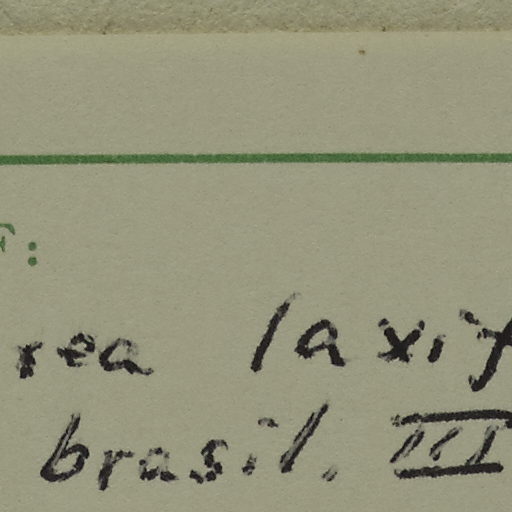 F:
rea laxif
brasil. III